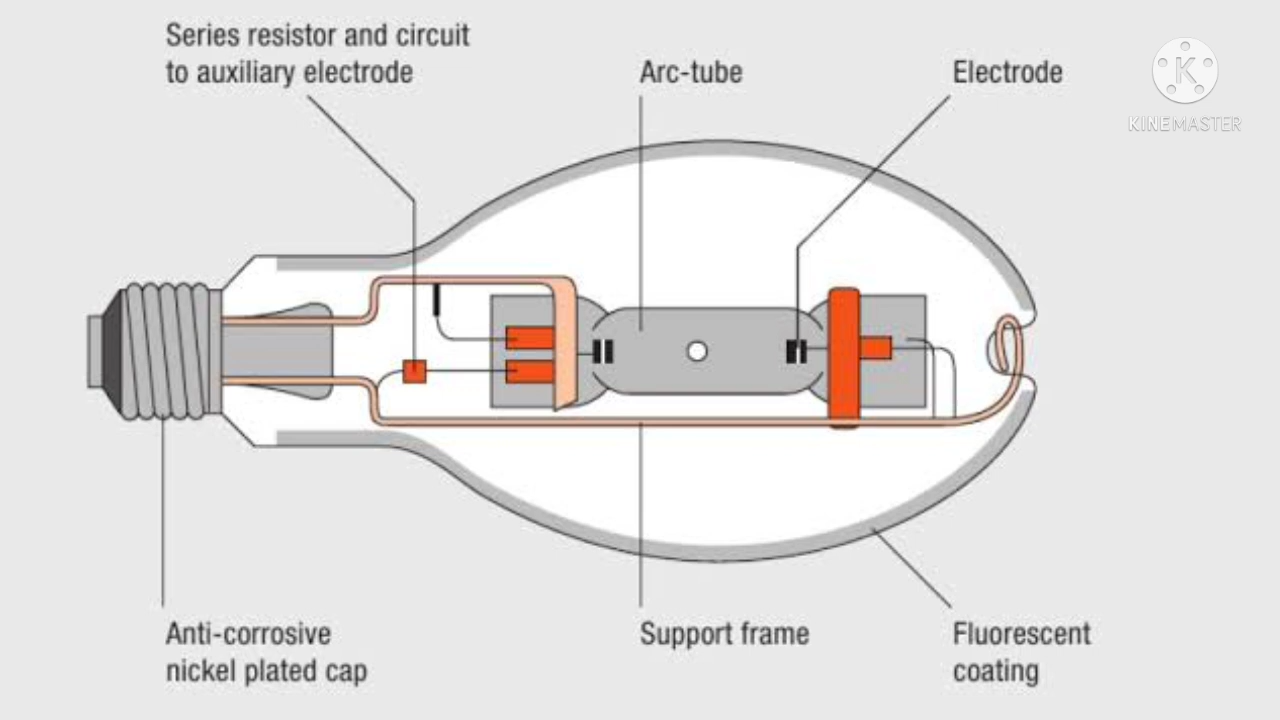 Series resistor and circuit
to auxiliary electrode
Arc-tube
Electrode
K
KINEMASTER
Anti-corrosive
nickel plated cap
Support frame
Fluorescent
coating